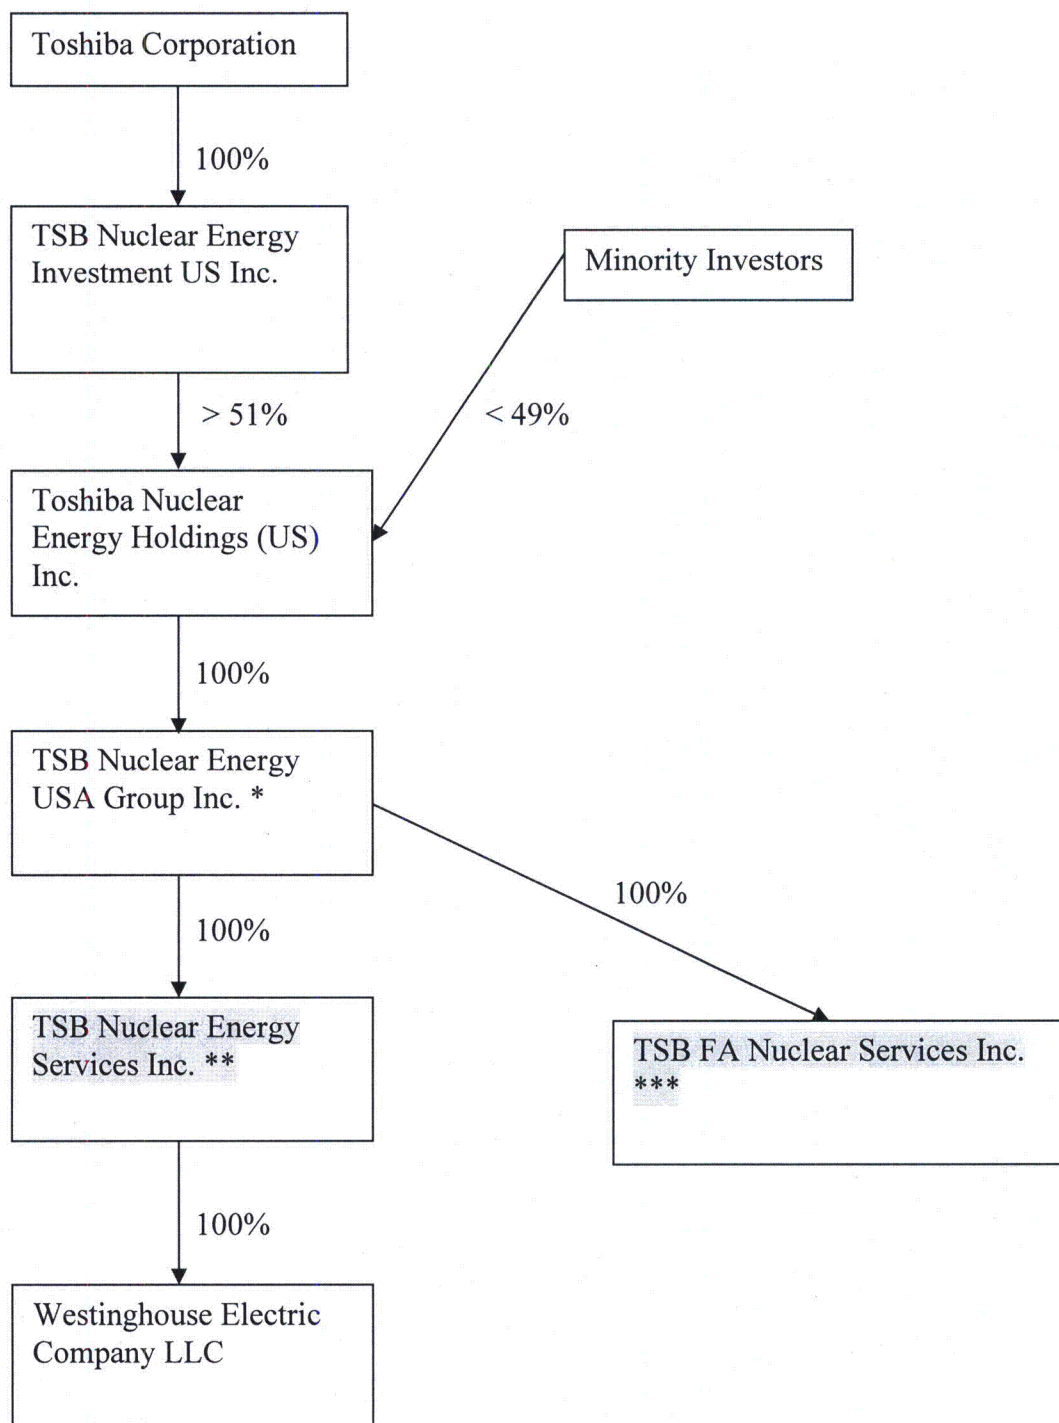 Toshiba Corporation
100%
TSB Nuclear Energy
Investment US Inc.
Minority Investors
> 51%
< 49%
Toshiba Nuclear
Energy Holdings (US)
Inc.
100%
TSB Nuclear Energy
USA Group Inc. *
100%
100%
TSB Nuclear Energy
Services Inc. **
TSB FA Nuclear Services Inc.
***
100%
Westinghouse Electric
Company LLC